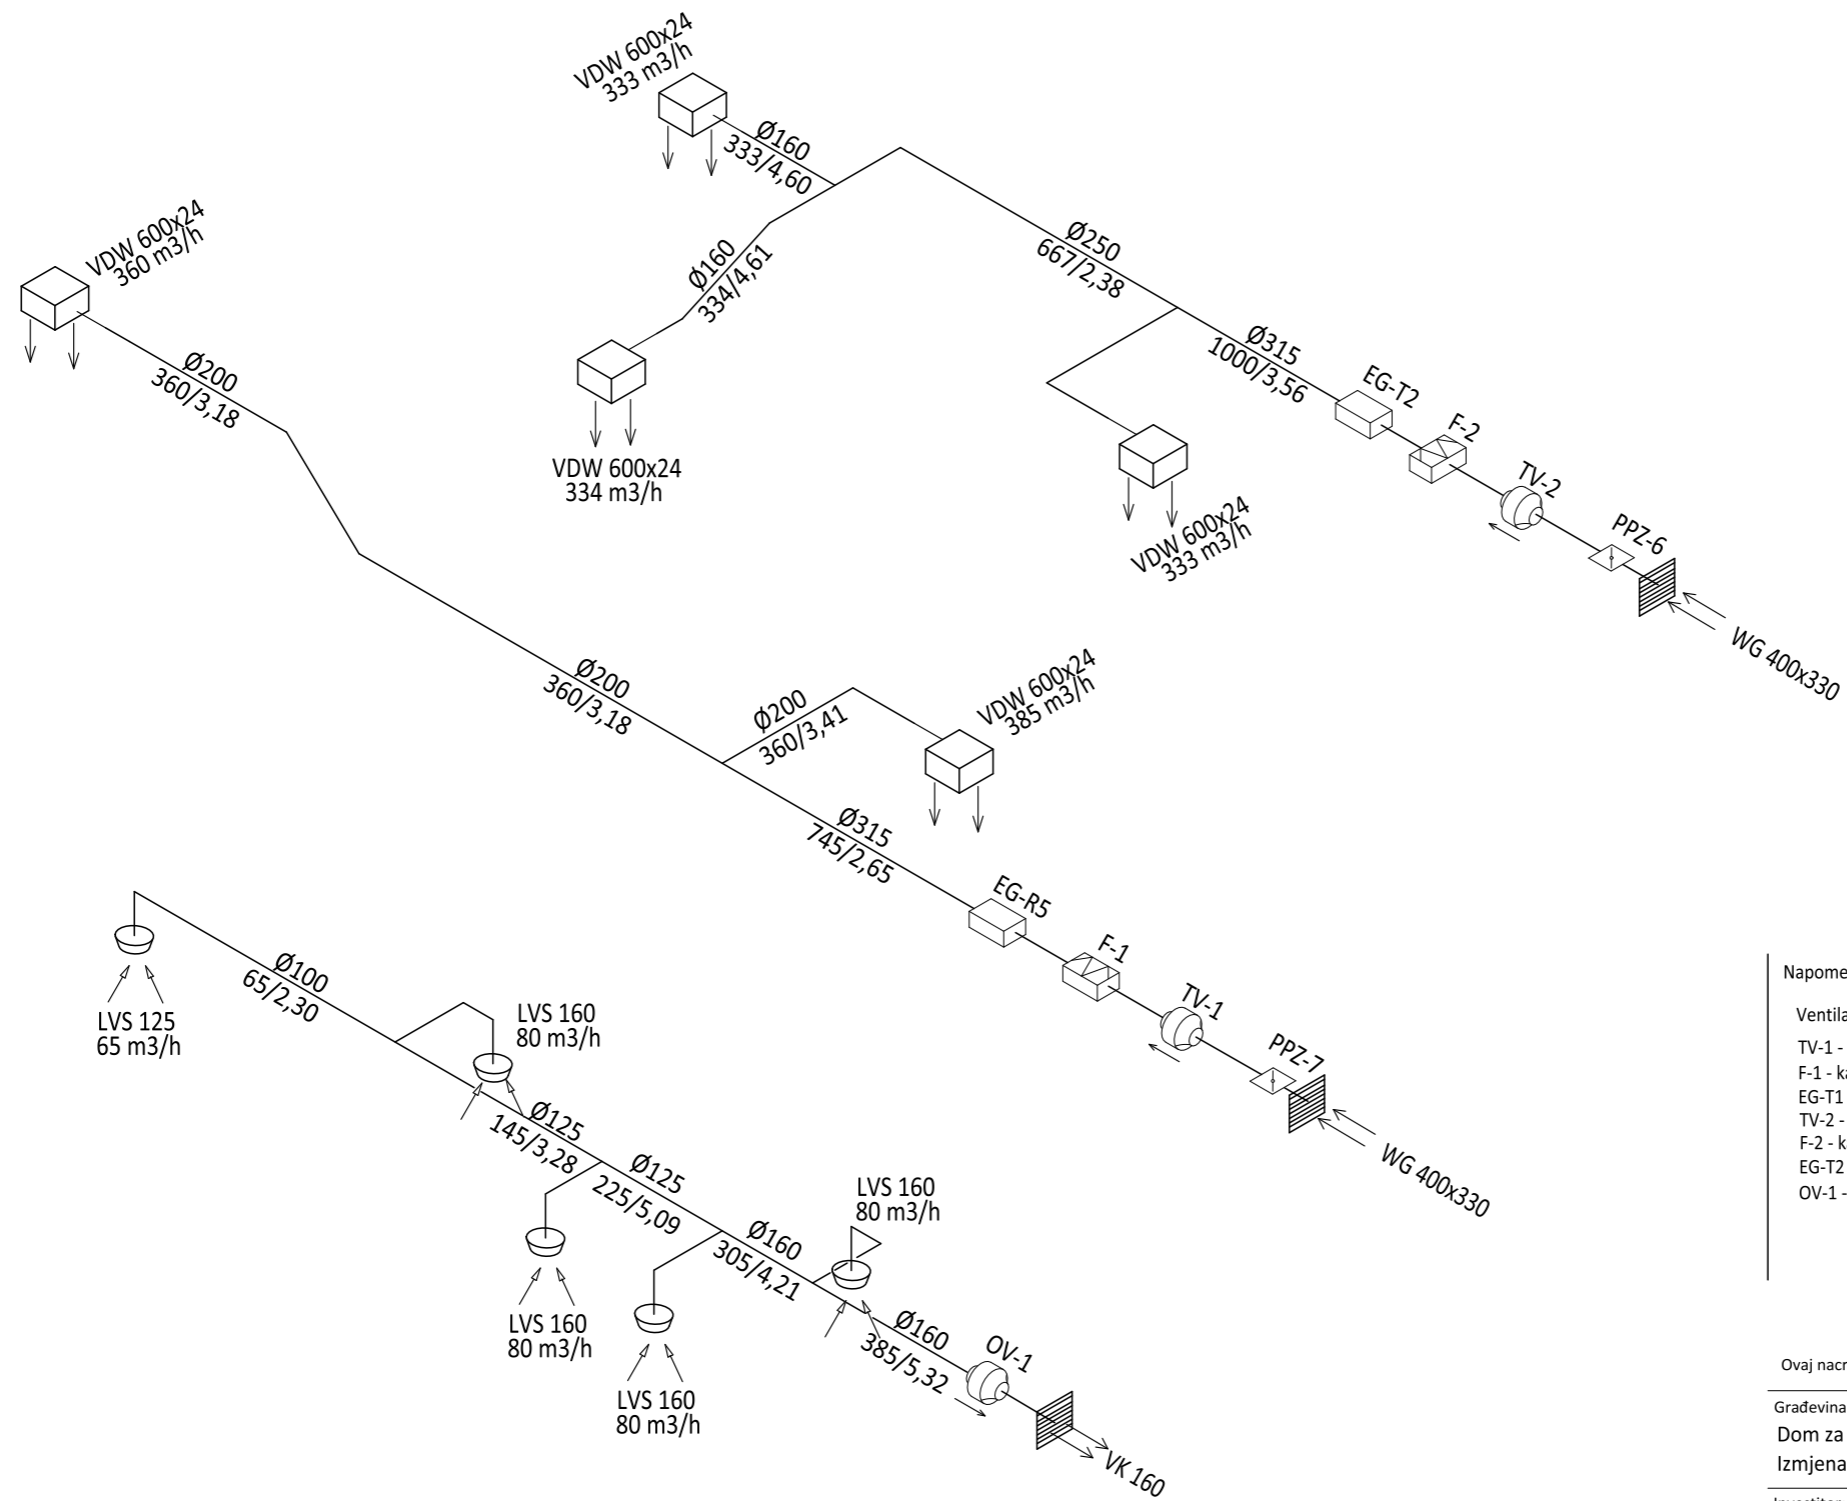 VDW 600x24
333 m3/h
Ø160
333/4,60
Ø160
334/4,61
VDW 600x24
334 m3/h
Ø250
667/2,38
VDW 600x24
333 m3/h
Ø315
1000/3,56
EG-T2
F-2
TV-2
PPZ-6
WG 400x330
VDW 600x24
360 m3/h
Ø200
360/3,18
Ø200
360/3,18
Ø200
360/3,41
VDW 600x24
385 m3/h
Ø315
745/2,65
EG-R5
F-1
TV-1
PPZ-7
WG 400x330
LVS 125
65 m3/h
Ø100
65/2,30
LVS 160
80 m3/h
Ø125
145/3,28
LVS 160
80 m3/h
Ø125
225/5,09
LVS 160
80 m3/h
Ø160
305/4,21
LVS 160
80 m3/h
Ø160
385/5,32
OV-1
VK 160
Napome
Ventila
TV-1 -
F-1 - ka
EG-T1
TV-2 -
F-2 - k
EG-T2
OV-1 -
Ovaj nacr
Građevina
Dom za
Izmjena